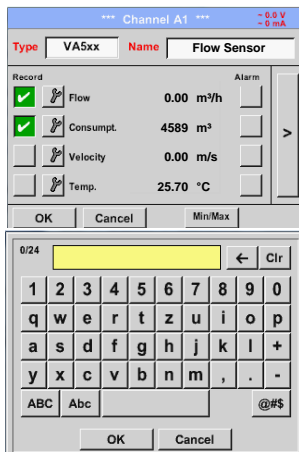 *** Channel A1 *** ~ 0.0 V
~ 0 mA
Type VA5xx Name Flow Sensor
Record Alarm
Flow 0.00 m³/h
Consumpt. 4589 m³ >
Velocity 0.00 m/s
Temp. 25.70 °C
OK Cancel Min/Max
0/24 ← Clr
1 2 3 4 5 6 7 8 9 0
q w e r t z u i o p
a s d f g h j k l +
y x c v b n m , . -
ABC Abc @#$
OK Cancel